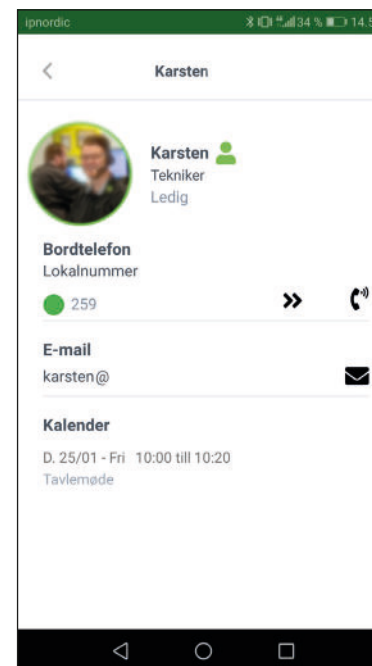 ipnordic 34 % 14.5
Karsten
Karsten
Tekniker
Ledig
Bordtelefon
Lokalnummer
259
E-mail
karsten@
Kalender
D. 25/01 - Fri 10:00 till 10:20
Tavlemøde